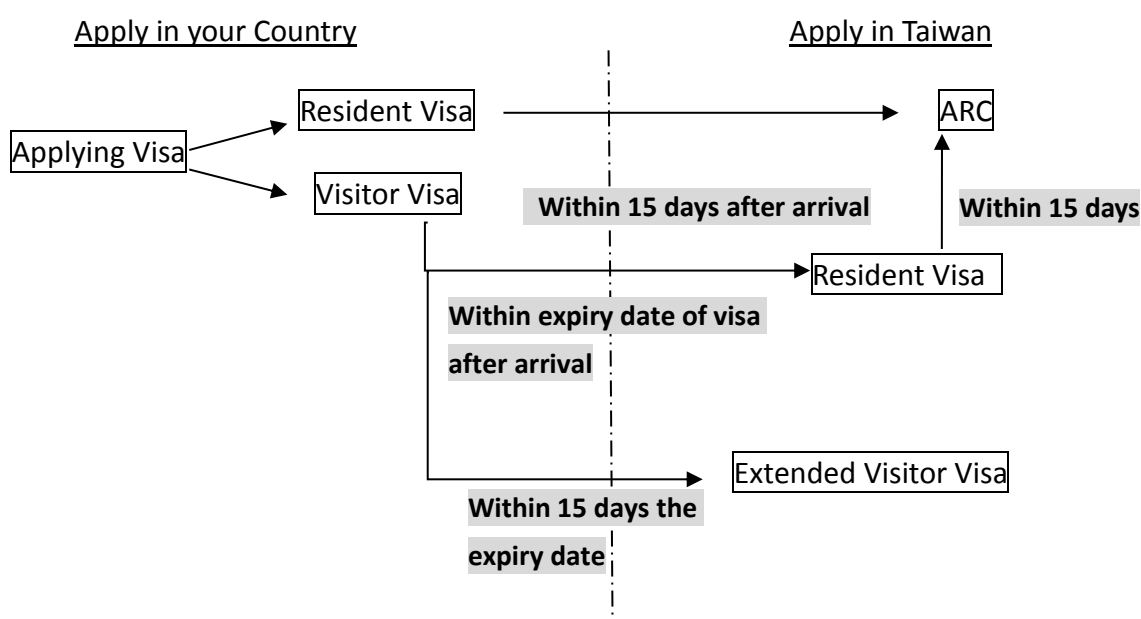 Apply in your Country
Apply in Taiwan
Resident Visa
ARC
Applying Visa
Visitor Visa
Within 15 days after arrival
Within 15 days
Resident Visa
Within expiry date of visa
after arrival
Extended Visitor Visa
Within 15 days the
expiry date